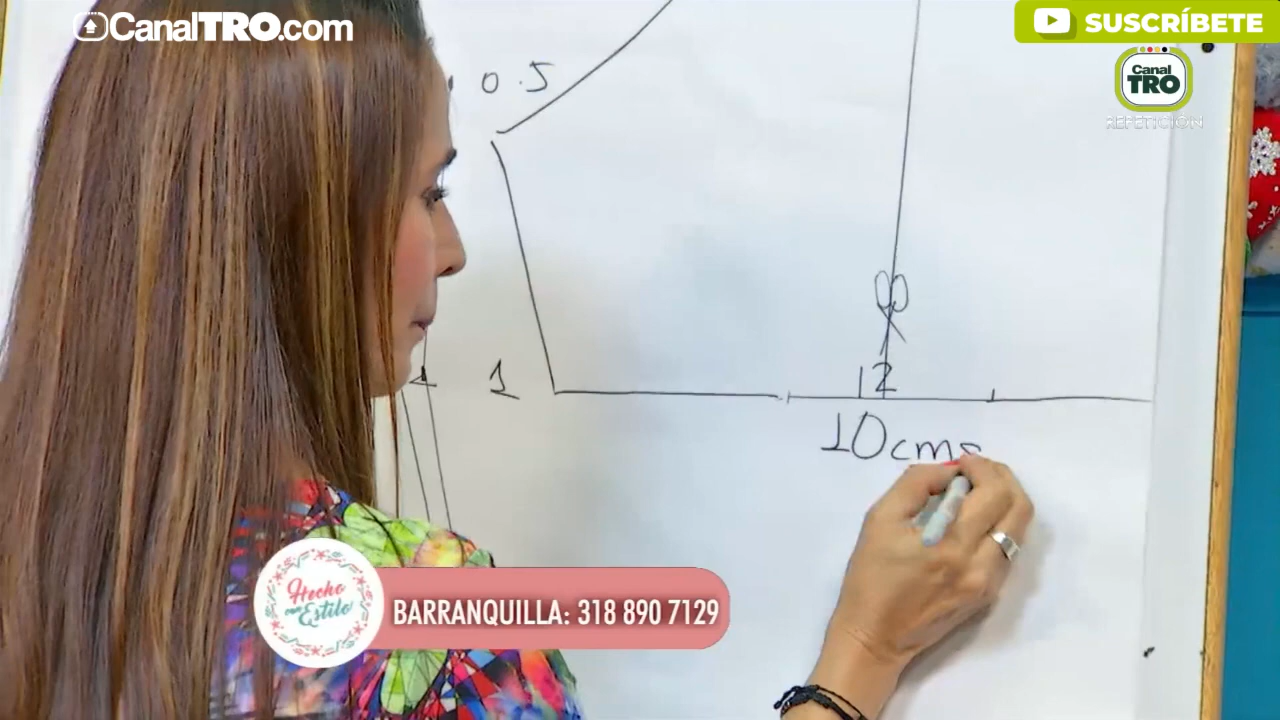 CanalTRO.com
SUSCRÍBETE
Canal
TRO
REPETICIÓN
0.5
8
12
1
1
10cms
Hecho
con
Estilo
BARRANQUILLA: 318 890 7129